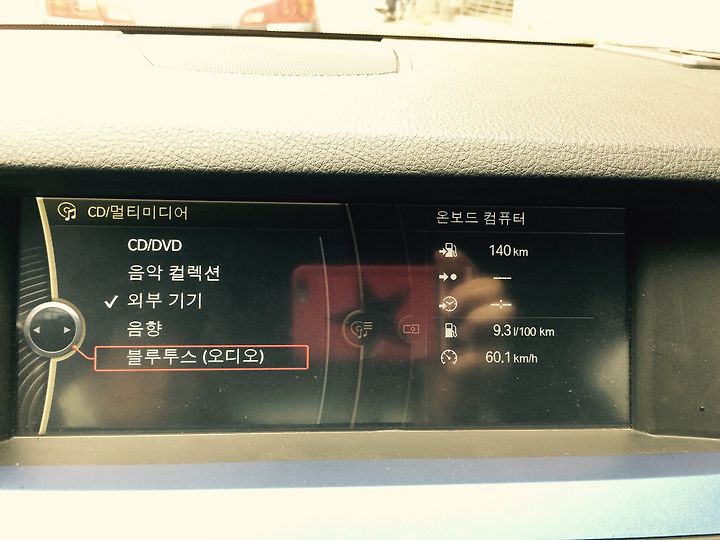 CD/멀티미디어
CD/DVD
음악 컬렉션
✓ 외부 기기
음향
블루투스 (오디오)
온보드 컴퓨터
140 km
----
--:--
9.3 l/100 km
60.1 km/h